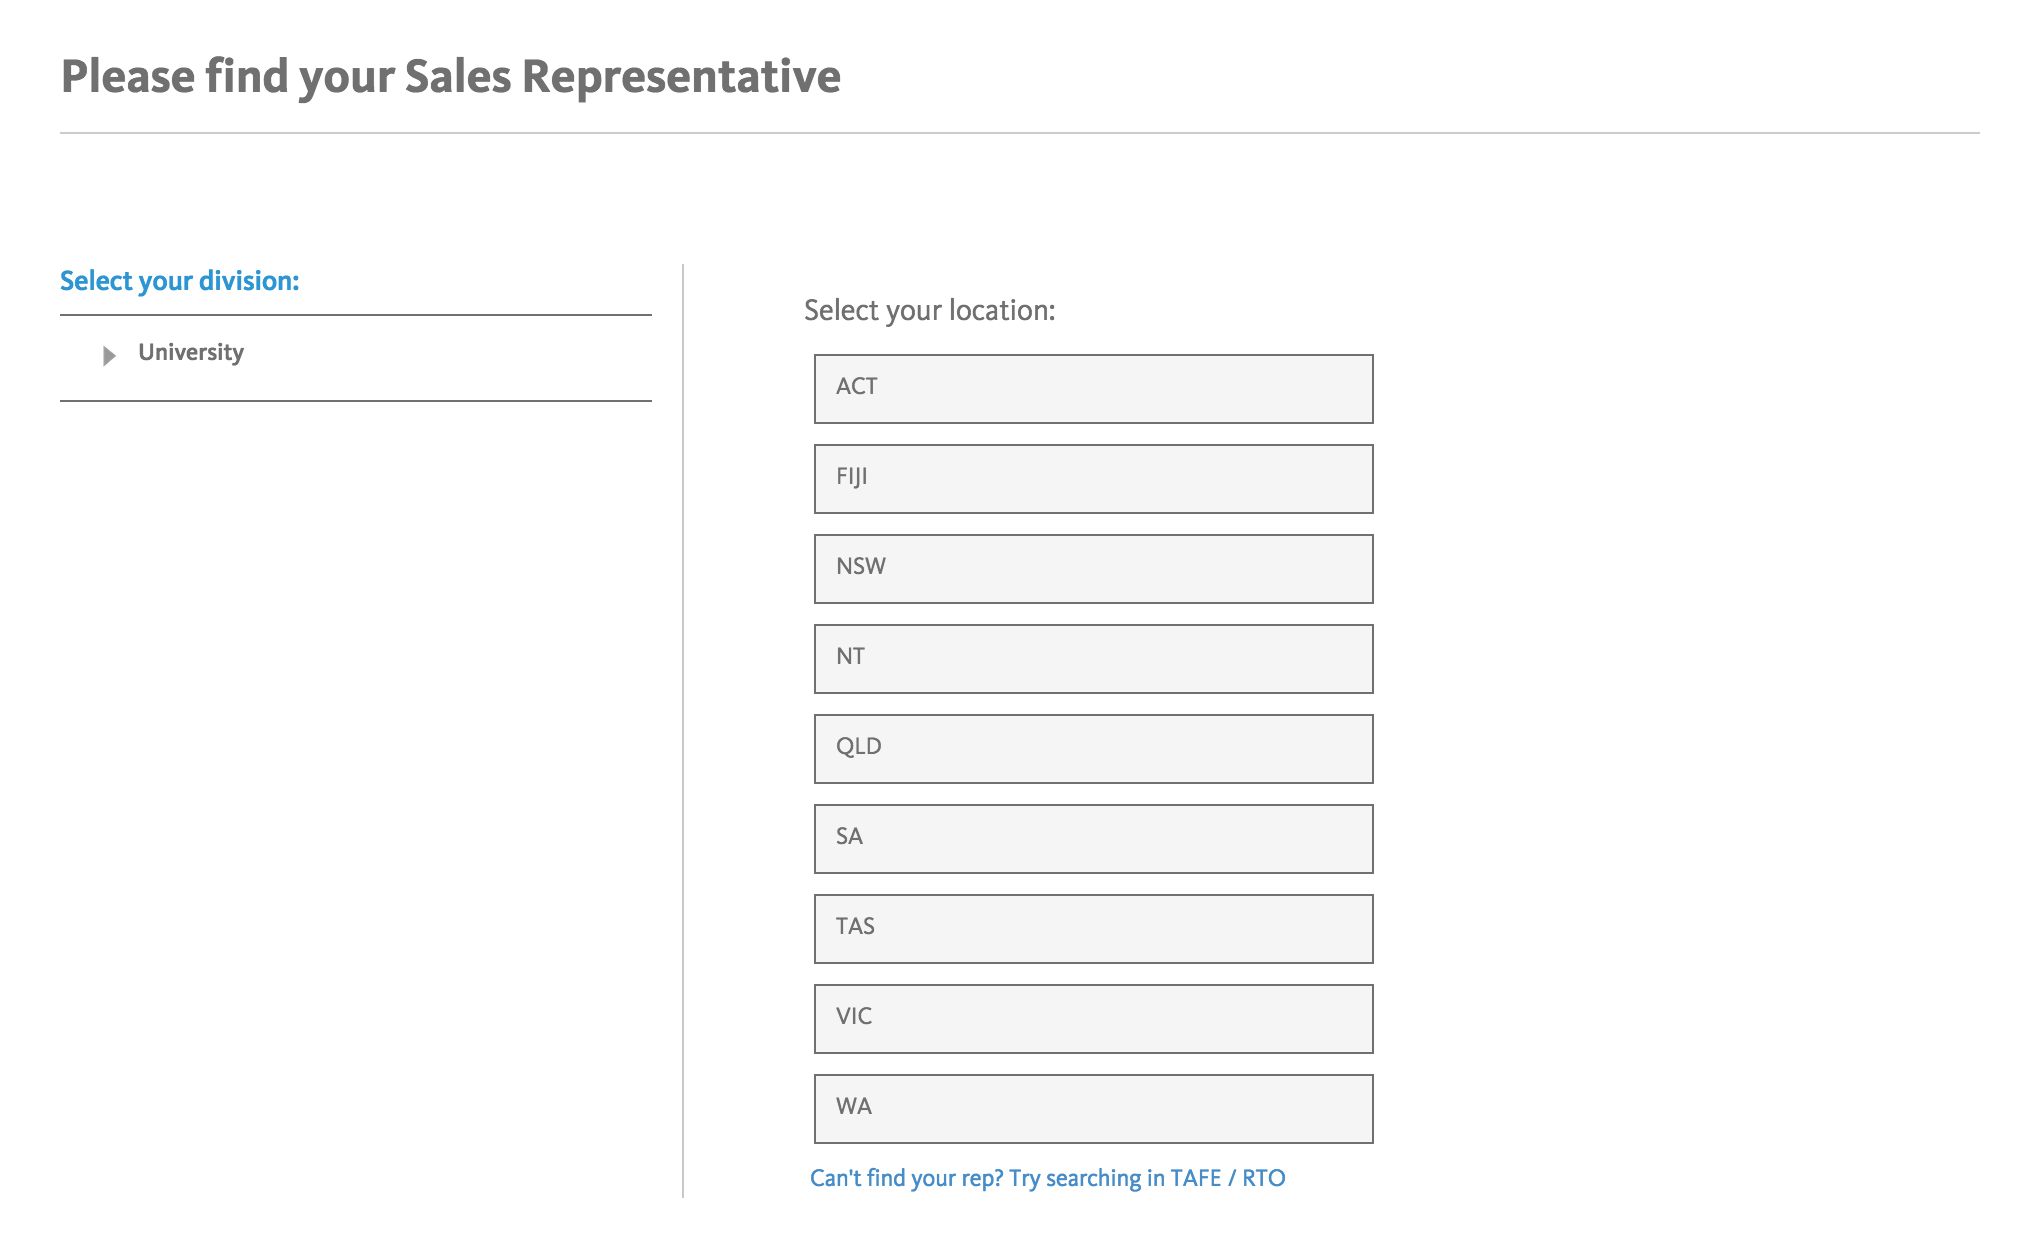 Please find your Sales Representative
Select your division:
University
Select your location:
ACT
FIJI
NSW
NT
QLD
SA
TAS
VIC
WA
Can't find your rep? Try searching in TAFE / RTO